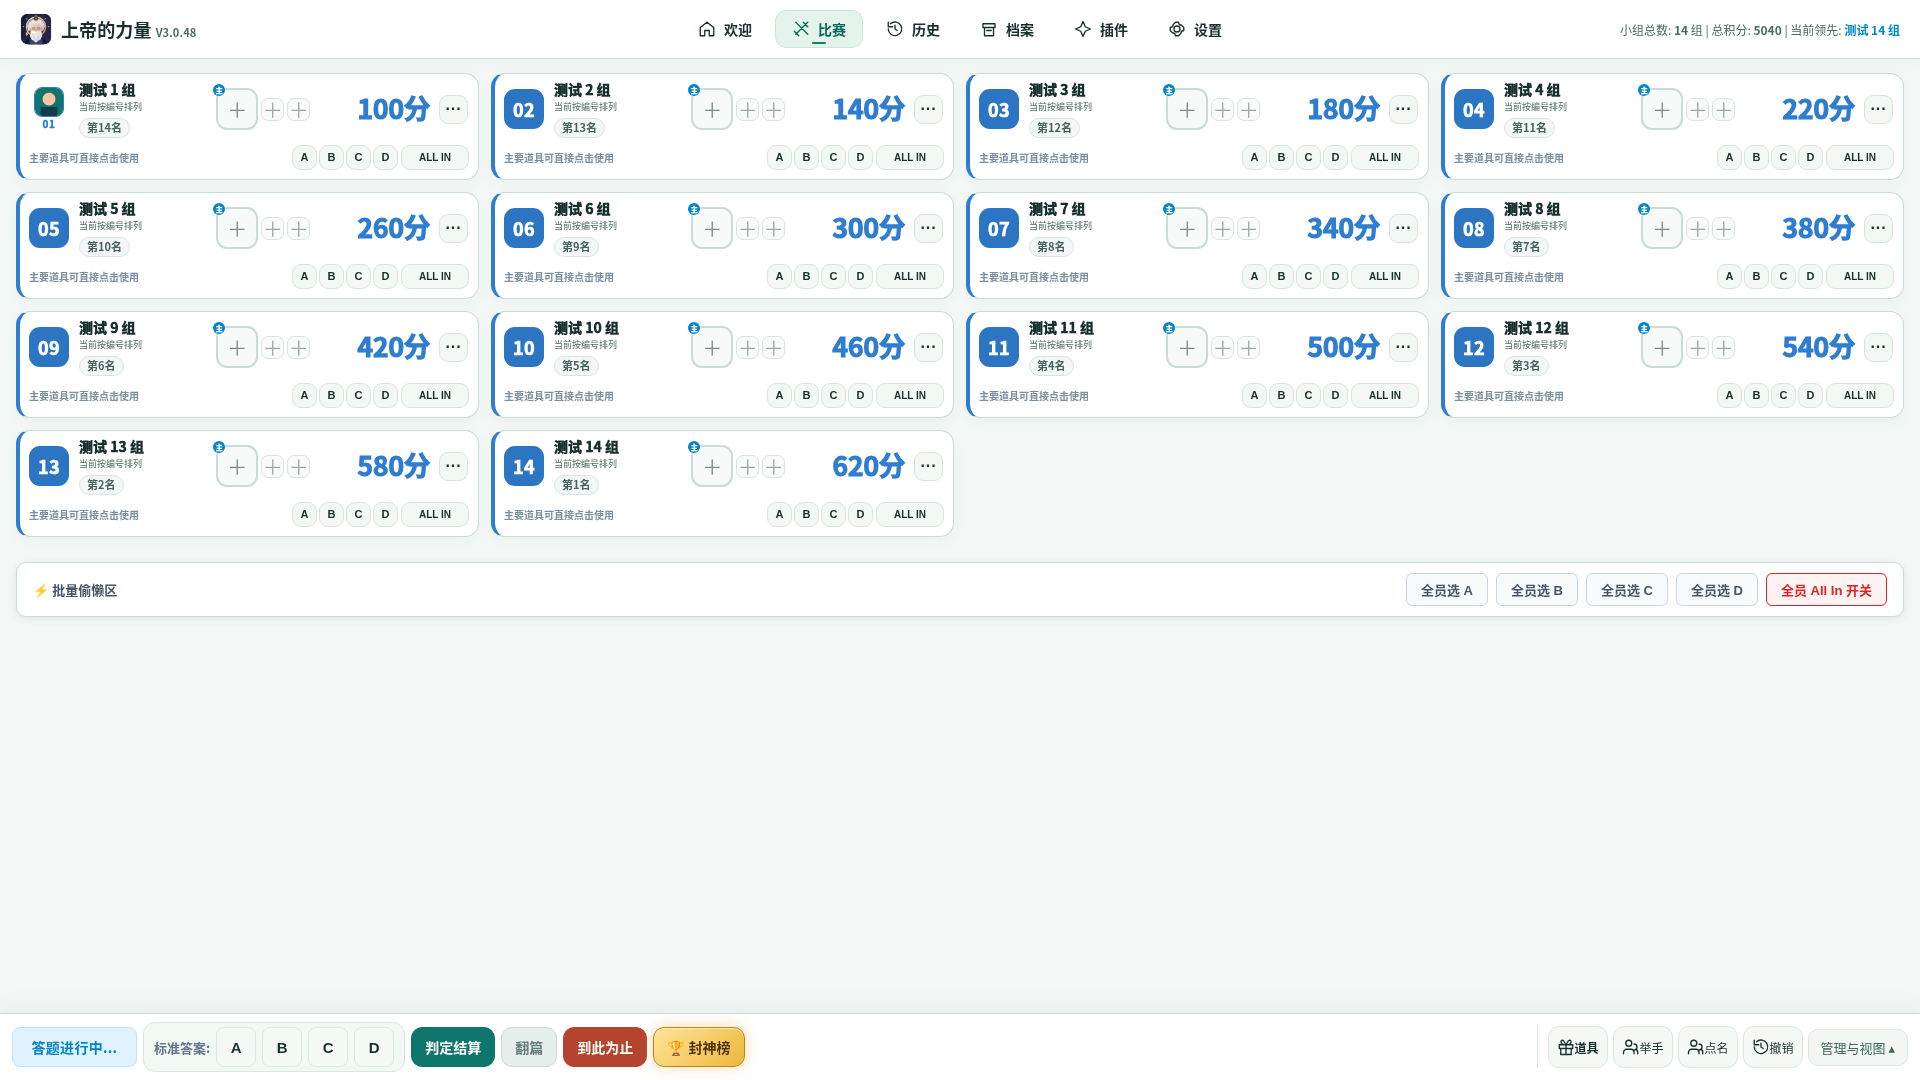 上帝的力量 V3.0.48
欢迎
比赛
历史
档案
插件
设置
小组总数: 14 组 | 总积分: 5040 | 当前领先: 测试 14 组
01
测试 1 组
当前按编号排列
第14名
主
100分
...
主要道具可直接点击使用
A B C D ALL IN
02
测试 2 组
当前按编号排列
第13名
主
140分
...
主要道具可直接点击使用
A B C D ALL IN
03
测试 3 组
当前按编号排列
第12名
主
180分
...
主要道具可直接点击使用
A B C D ALL IN
04
测试 4 组
当前按编号排列
第11名
主
220分
...
主要道具可直接点击使用
A B C D ALL IN
05
测试 5 组
当前按编号排列
第10名
主
260分
...
主要道具可直接点击使用
A B C D ALL IN
06
测试 6 组
当前按编号排列
第9名
主
300分
...
主要道具可直接点击使用
A B C D ALL IN
07
测试 7 组
当前按编号排列
第8名
主
340分
...
主要道具可直接点击使用
A B C D ALL IN
08
测试 8 组
当前按编号排列
第7名
主
380分
...
主要道具可直接点击使用
A B C D ALL IN
09
测试 9 组
当前按编号排列
第6名
主
420分
...
主要道具可直接点击使用
A B C D ALL IN
10
测试 10 组
当前按编号排列
第5名
主
460分
...
主要道具可直接点击使用
A B C D ALL IN
11
测试 11 组
当前按编号排列
第4名
主
500分
...
主要道具可直接点击使用
A B C D ALL IN
12
测试 12 组
当前按编号排列
第3名
主
540分
...
主要道具可直接点击使用
A B C D ALL IN
13
测试 13 组
当前按编号排列
第2名
主
580分
...
主要道具可直接点击使用
A B C D ALL IN
14
测试 14 组
当前按编号排列
第1名
主
620分
...
主要道具可直接点击使用
A B C D ALL IN
⚡ 批量偷懒区
全员选 A
全员选 B
全员选 C
全员选 D
全员 All In 开关
答题进行中...
标准答案: A B C D
判定结算
翻篇
到此为止
🏆 封神榜
道具
举手
点名
撤销
管理与视图 ▴